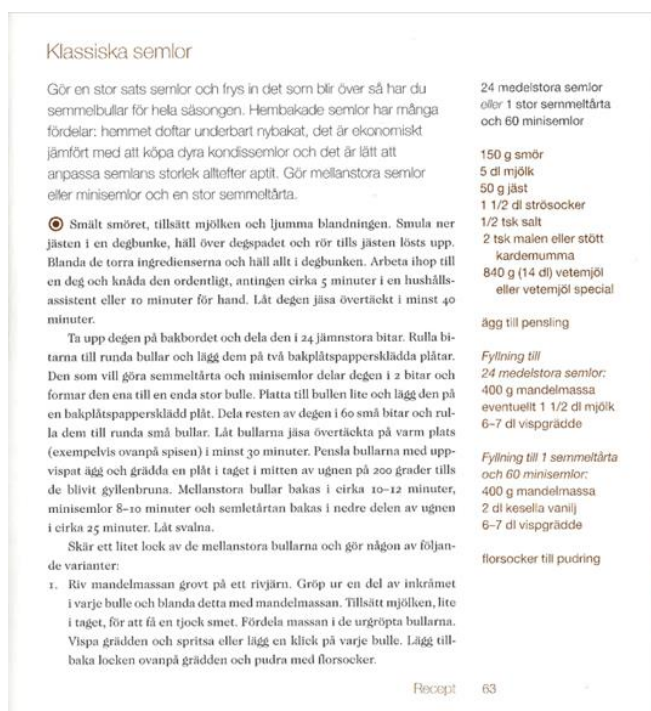 Klassiska semlor
Gör en stor sats semlor och frys in det som blir över så har du
semmelbullar för hela säsongen. Hembakade semlor har många
fördelar: hemmet doftar underbart nybakat, det är ekonomiskt
jämfört med att köpa dyra kondissemlor och det är lätt att
anpassa semlans storlek alltefter aptit. Gör mellanstora semlor
eller minisemlor och en stor semmeltårta.
Smält smöret, tillsätt mjölken och ljumma blandningen. Smula ner
jästen i en degbunke, häll över degspadet och rör tills jästen lösts upp.
Blanda de torra ingredienserna och häll allt i degbunken. Arbeta ihop till
en deg och knåda den ordentligt, antingen cirka 5 minuter i en hushålls-
assistent eller 10 minuter för hand. Låt degen jäsa övertäckt i minst 40
minuter.
Ta upp degen på bakbordet och dela den i 24 jämnstora bitar. Rulla bi-
tarna till runda bullar och lägg dem på två bakplåtspappersklädda plåtar.
Den som vill göra semmeltårta och minisemlor delar degen i 2 bitar och
formar den ena till en enda stor bulle. Platta till bullen lite och lägg den på
en bakplåtspappersklädd plåt. Dela resten av degen i 60 små bitar och rul-
la dem till runda små bullar. Låt bullarna jäsa övertäckta på varm plats
(exempelvis ovanpå spisen) i minst 30 minuter. Pensla bullarna med upp-
vispat ägg och grädda en plåt i taget i mitten av ugnen på 200 grader tills
de blivit gyllenbruna. Mellanstora bullar bakas i cirka 10–12 minuter,
minisemlor 8–10 minuter och semletårtan bakas i nedre delen av ugnen
i cirka 25 minuter. Låt svalna.
Skär ett litet lock av de mellanstora bullarna och gör någon av följan-
de varianter:
1. Riv mandelmassan grovt på ett rivjärn. Gröp ur en del av inkråmet
i varje bulle och blanda detta med mandelmassan. Tillsätt mjölken, lite
i taget, för att få en tjock smet. Fördela massan i de urgröpta bullarna.
Vispa grädden och spritsa eller lägg en klick på varje bulle. Lägg till-
baka locken ovanpå grädden och pudra med florsocker.
24 medelstora semlor
eller 1 stor semmeltårta
och 60 minisemlor
150 g smör
5 dl mjölk
50 g jäst
1 1/2 dl strösocker
1/2 tsk salt
2 tsk malen eller stött
kardemumma
840 g (14 dl) vetemjöl
eller vetemjöl special
ägg till pensling
Fyllning till
24 medelstora semlor:
400 g mandelmassa
eventuellt 1 1/2 dl mjölk
6–7 dl vispgrädde
Fyllning till 1 semmeltårta
och 60 minisemlor:
400 g mandelmassa
2 dl kesella vanilj
6–7 dl vispgrädde
florsocker till pudring
Recept 63